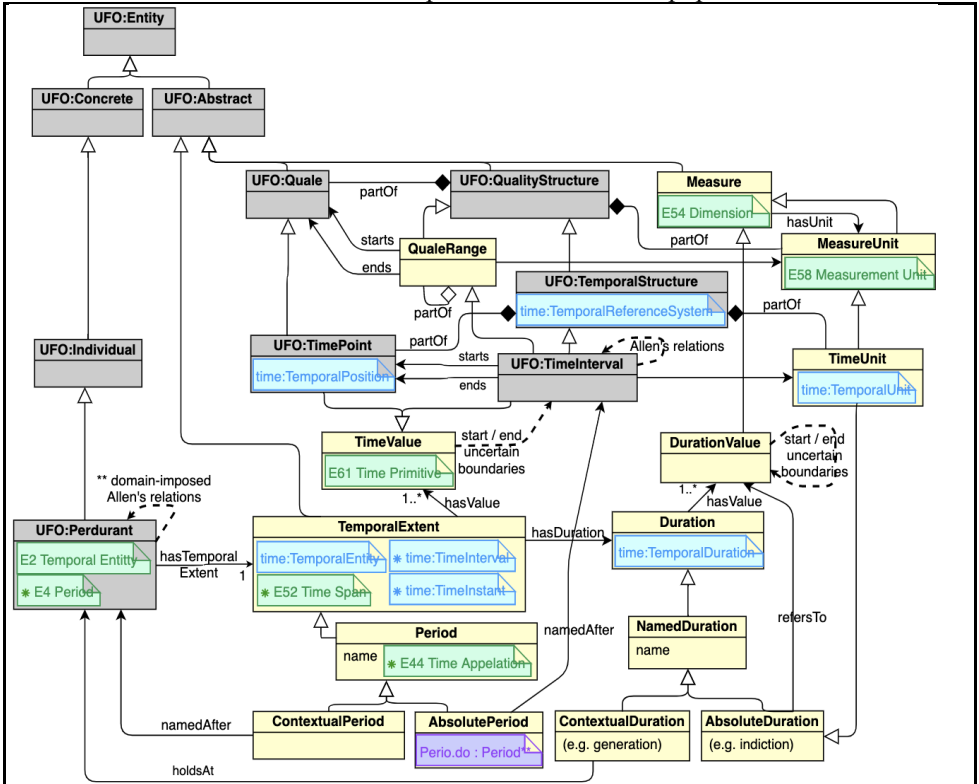 UFO:Entity
UFO:Concrete
UFO:Abstract
UFO:Quale
partOf
UFO:QualityStructure
Measure
E54 Dimension
hasUnit
partOf
MeasureUnit
E58 Measurement Unit
starts
ends
QualeRange
partOf
UFO:TemporalStructure
time:TemporalReferenceSystem
partOf
UFO:Individual
UFO:TimePoint
time:TemporalPosition
partOf
starts
ends
UFO:TimeInterval
Allen's relations
TimeUnit
time:TemporalUnit
TimeValue
E61 Time Primitive
start / end
uncertain
boundaries
DurationValue
start / end
uncertain
boundaries
1..*
hasValue
1..*
hasValue
** domain-imposed
Allen's relations
UFO:Perdurant
E2 Temporal Entitty
* E4 Period
hasTemporal
Extent
1
TemporalExtent
time:TemporalEntity
* time:TimeInterval
* E52 Time Span
* time:TimeInstant
hasDuration
Duration
time:TemporalDuration
refersTo
Period
name
* E44 Time Appelation
namedAfter
NamedDuration
name
namedAfter
ContextualPeriod
AbsolutePeriod
Perio.do : Period**
ContextualDuration
(e.g. generation)
AbsoluteDuration
(e.g. indiction)
holdsAt